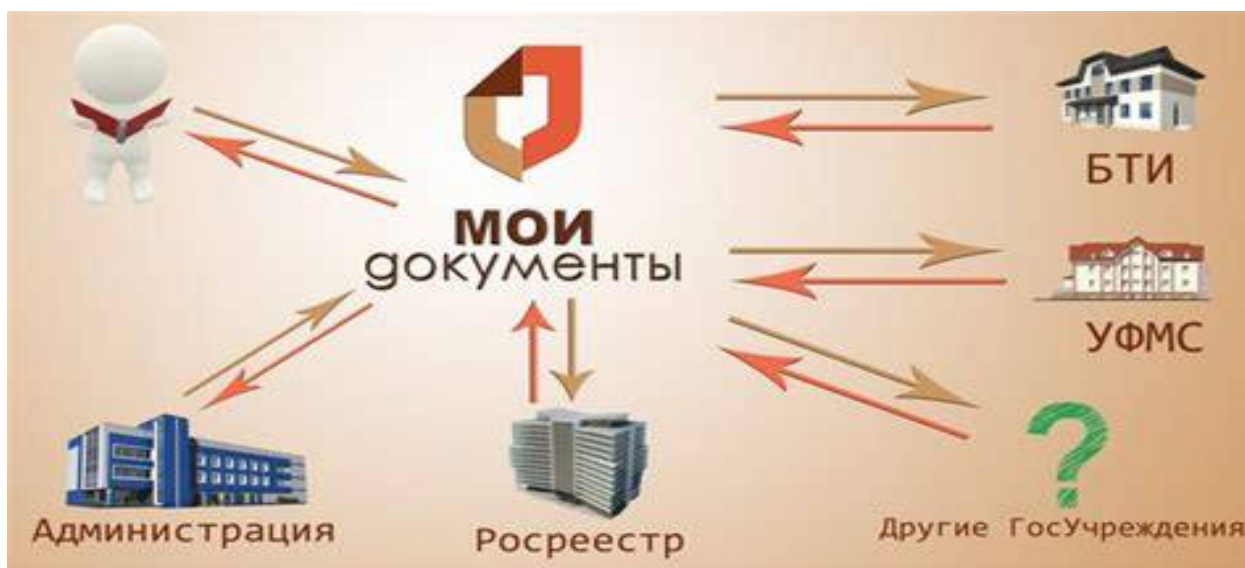 МОИ
документы
БТИ
УФМС
Администрация
Росреестр
Другие ГосУчреждения